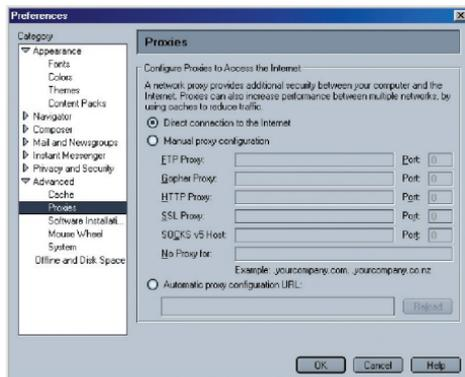 Preferences
Category
Appearance
Fonts
Colors
Themes
Content Packs
Navigator
Composer
Mail and Newsgroups
Instant Messenger
Privacy and Security
Advanced
Cache
Proxies
Software Installati...
Mouse Wheel
System
Offline and Disk Space
Proxies
Configure Proxies to Access the Internet
A network proxy provides additional security between your computer and the
Internet. Proxies can also increase performance between multiple networks, by
using caches to reduce traffic.
Direct connection to the Internet
Manual proxy configuration
FTP Proxy: Port: 0
Gopher Proxy: Port: 0
HTTP Proxy: Port: 0
SSL Proxy: Port: 0
SOCKS v5 Host: Port: 0
No Proxy for:
Example: .yourcompany.com, .yourcompany.co.nz
Automatic proxy configuration URL:
Reload
OK Cancel Help